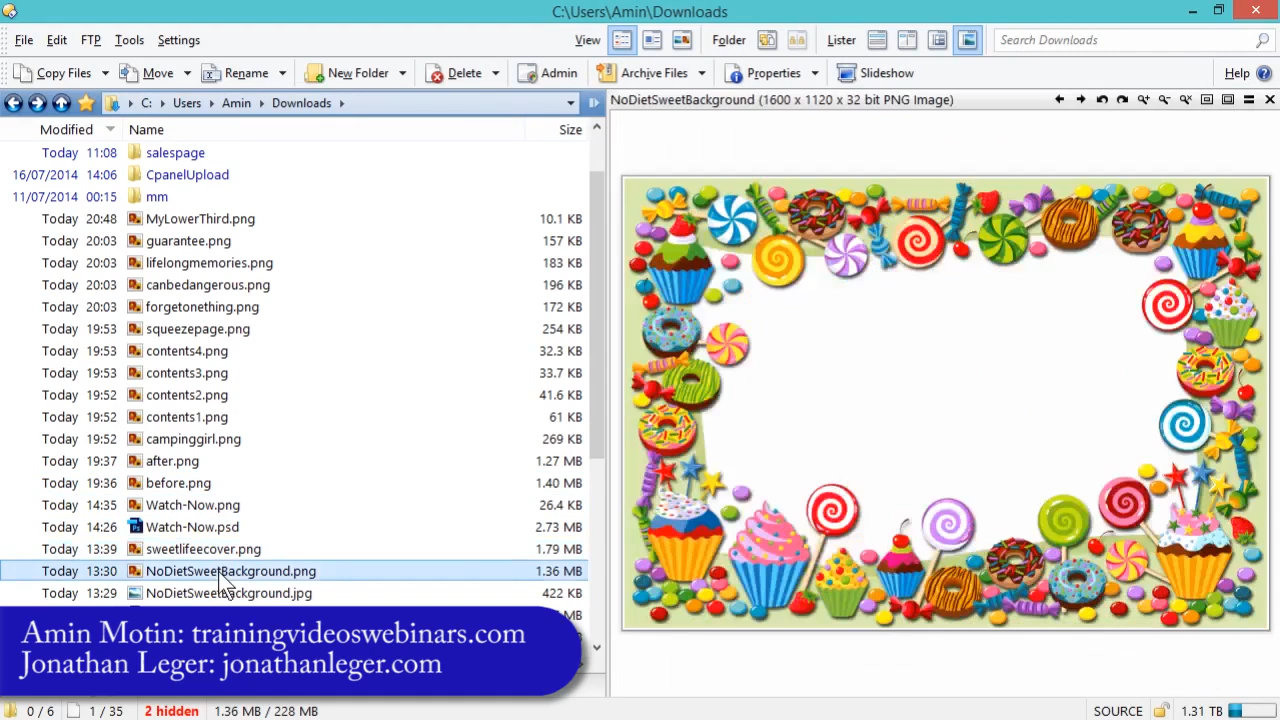 C:\Users\Amin\Downloads
File Edit FTP Tools Settings View Folder Lister Search Downloads
Copy Files Move Rename New Folder Delete Admin Archive Files Properties Slideshow Help
C: Users Amin Downloads NoDietSweetBackground (1600 x 1120 x 32 bit PNG Image)
Modified Name Size
Today 11:08 salespage
16/07/2014 14:06 CpanelUpload
11/07/2014 00:15 mm
Today 20:48 MyLowerThird.png 10.1 KB
Today 20:03 guarantee.png 157 KB
Today 20:03 lifelongmemories.png 183 KB
Today 20:03 canbedangerous.png 196 KB
Today 20:03 forgetonething.png 172 KB
Today 19:53 squeezepage.png 254 KB
Today 19:53 contents4.png 32.3 KB
Today 19:53 contents3.png 33.7 KB
Today 19:52 contents2.png 41.6 KB
Today 19:52 contents1.png 61 KB
Today 19:52 campinggirl.png 269 KB
Today 19:37 after.png 1.27 MB
Today 19:36 before.png 1.40 MB
Today 14:35 Watch-Now.png 26.4 KB
Today 14:26 Watch-Now.psd 2.73 MB
Today 13:39 sweetlifeecover.png 1.79 MB
Today 13:30 NoDietSweetBackground.png 1.36 MB
Today 13:29 NoDietSweetBackground.jpg 422 KB
MB
Amin Motin: trainingvideoswebinars.com
Jonathan Leger: jonathanleger.com
0 / 6 1 / 35 2 hidden 1.36 MB / 228 MB SOURCE 1.31 TB